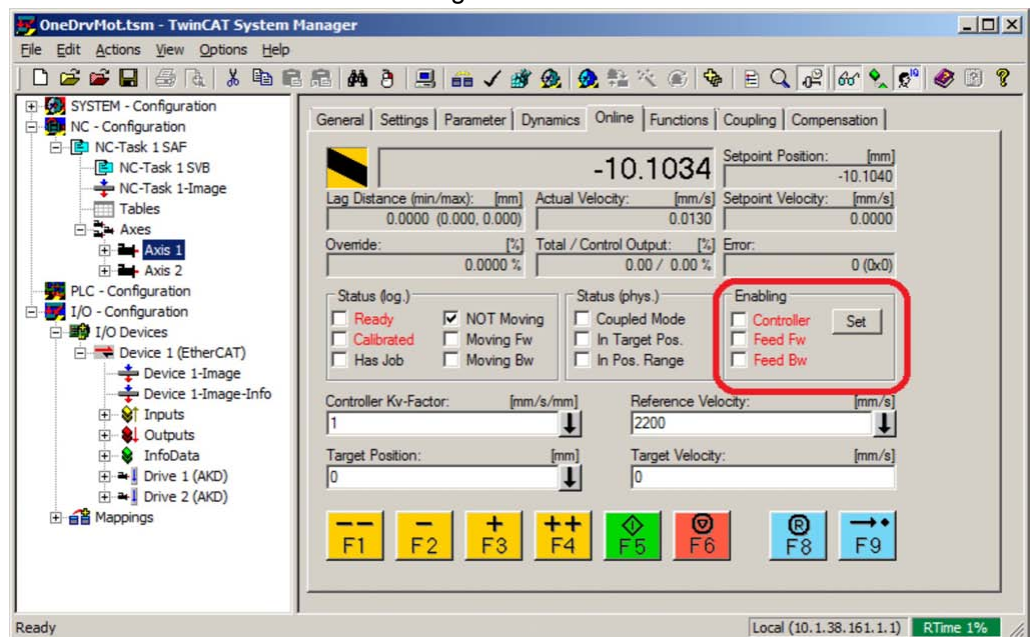 OneDrvMot.tsm - TwinCAT System Manager
File Edit Actions View Options Help
SYSTEM - Configuration
NC - Configuration
NC-Task 1 SAF
NC-Task 1 SVB
NC-Task 1-Image
Tables
Axes
Axis 1
Axis 2
PLC - Configuration
I/O - Configuration
I/O Devices
Device 1 (EtherCAT)
Device 1-Image
Device 1-Image-Info
Inputs
Outputs
InfoData
Drive 1 (AKD)
Drive 2 (AKD)
Mappings
General Settings Parameter Dynamics Online Functions Coupling Compensation
-10.1034
Setpoint Position: [mm]
-10.1040
Lag Distance (min/max): [mm] Actual Velocity: [mm/s] Setpoint Velocity: [mm/s]
0.0000 (0.000, 0.000) 0.0130 0.0000
Override: [%] Total / Control Output: [%] Error:
0.0000 % 0.00 / 0.00 % 0 (0x0)
Status (log.) Status (phys.) Enabling
Ready NOT Moving Coupled Mode Controller Set
Calibrated Moving Fw In Target Pos. Feed Fw
Has Job Moving Bw In Pos. Range Feed Bw
Controller Kv-Factor: [mm/s/mm] Reference Velocity: [mm/s]
1 2200
Target Position: [mm] Target Velocity: [mm/s]
0 0
-- - + ++ R
F1 F2 F3 F4 F5 F6 F8 F9
Ready Local (10.1.38.161.1.1) RTime 1%